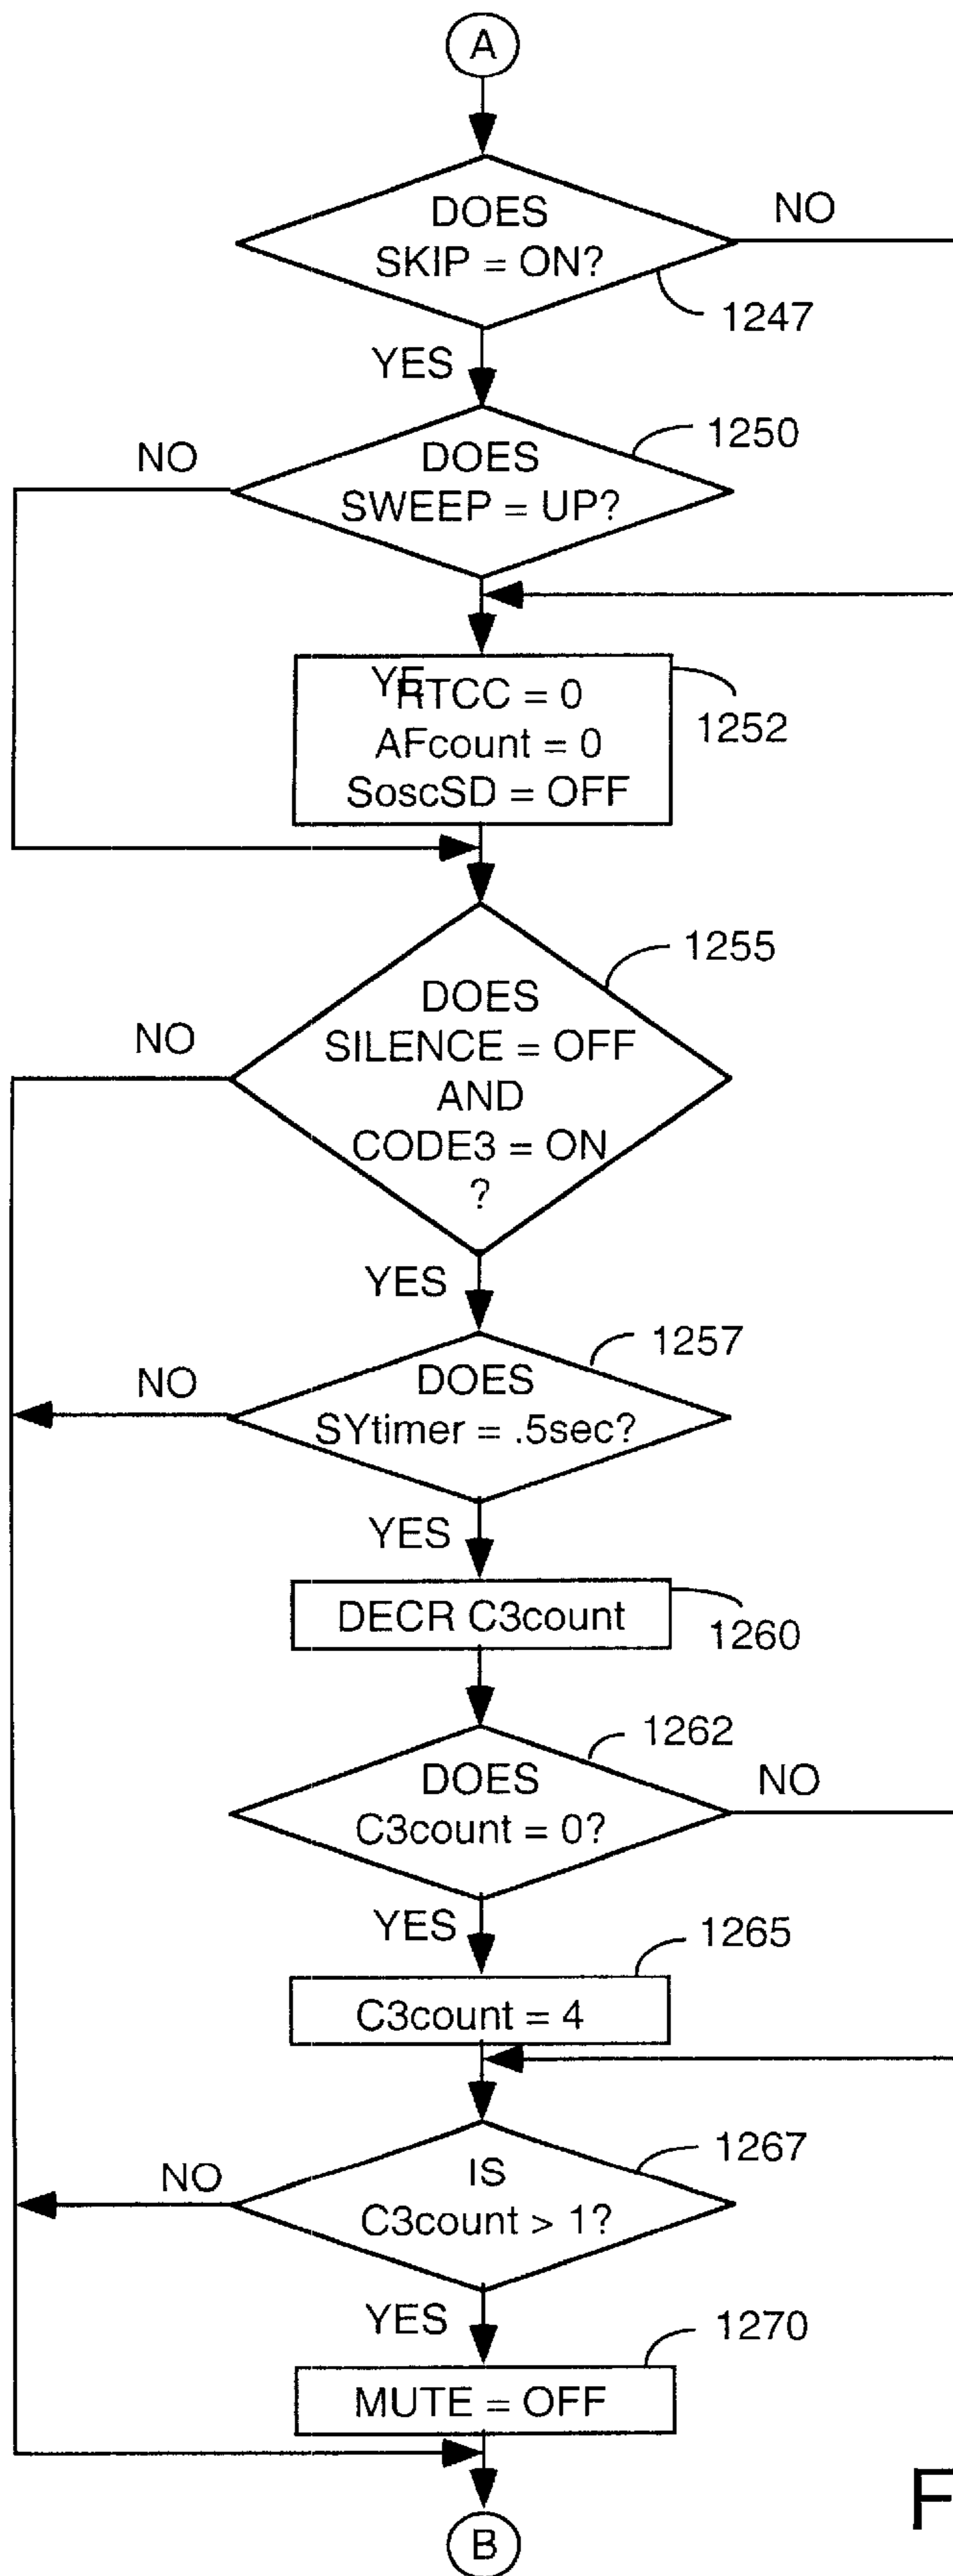 A
DOES
SKIP = ON?
NO
1247
YES
1250
NO
DOES
SWEEP = UP?
YE
RTCC = 0
AFcount = 0
SoscSD = OFF
1252
1255
NO
DOES
SILENCE = OFF
AND
CODE3 = ON
?
YES
1257
NO
DOES
SYtimer = .5sec?
YES
DECR C3count
1260
1262
DOES
C3count = 0?
NO
YES
1265
C3count = 4
1267
NO
IS
C3count > 1?
YES
1270
MUTE = OFF
F
B